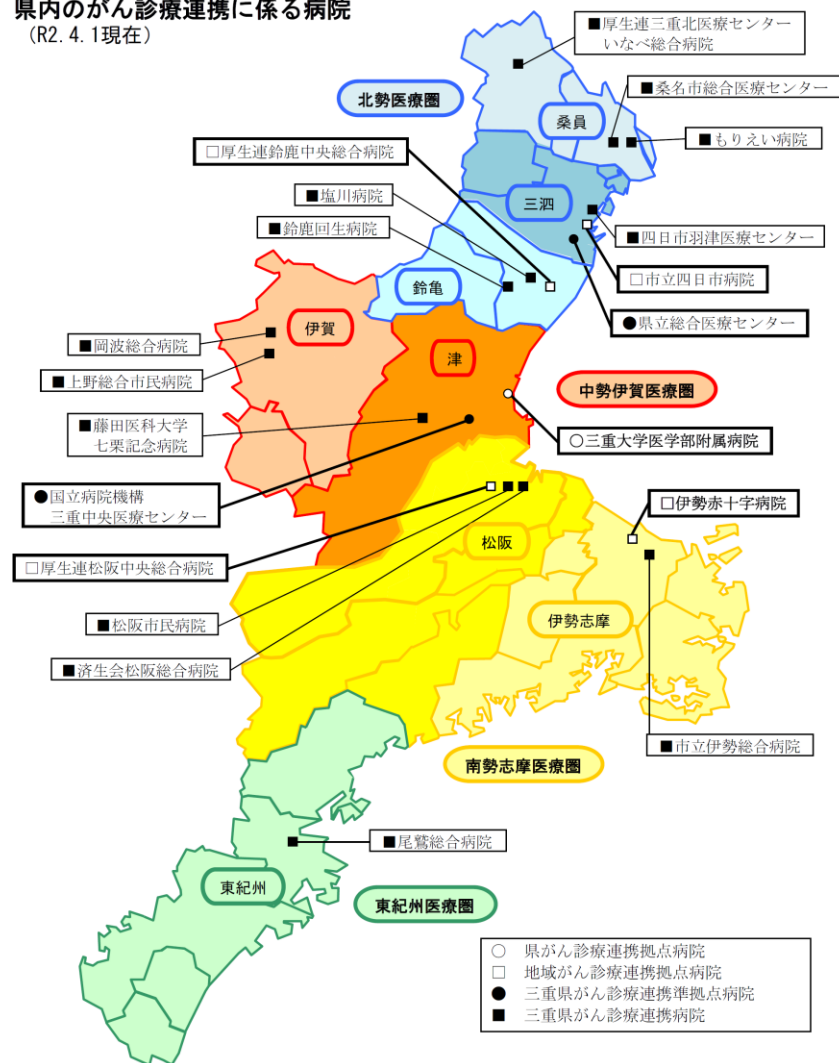 県内のがん診療連携に係る病院
（R2.4.1現在）
■厚生連三重北医療センター
いなべ総合病院
北勢医療圏
■桑名市総合医療センター
桑員
□厚生連鈴鹿中央総合病院
■もりえい病院
■塩川病院
三泗
■鈴鹿回生病院
■四日市羽津医療センター
□市立四日市病院
鈴亀
伊賀
●県立総合医療センター
■岡波総合病院
津
■上野総合市民病院
中勢伊賀医療圏
■藤田医科大学
七栗記念病院
○三重大学医学部附属病院
●国立病院機構
三重中央医療センター
□伊勢赤十字病院
松阪
□厚生連松阪中央総合病院
伊勢志摩
■松阪市民病院
■済生会松阪総合病院
■市立伊勢総合病院
南勢志摩医療圏
■尾鷲総合病院
東紀州
東紀州医療圏
○ 県がん診療連携拠点病院
□ 地域がん診療連携拠点病院
● 三重県がん診療連携準拠点病院
■ 三重県がん診療連携病院